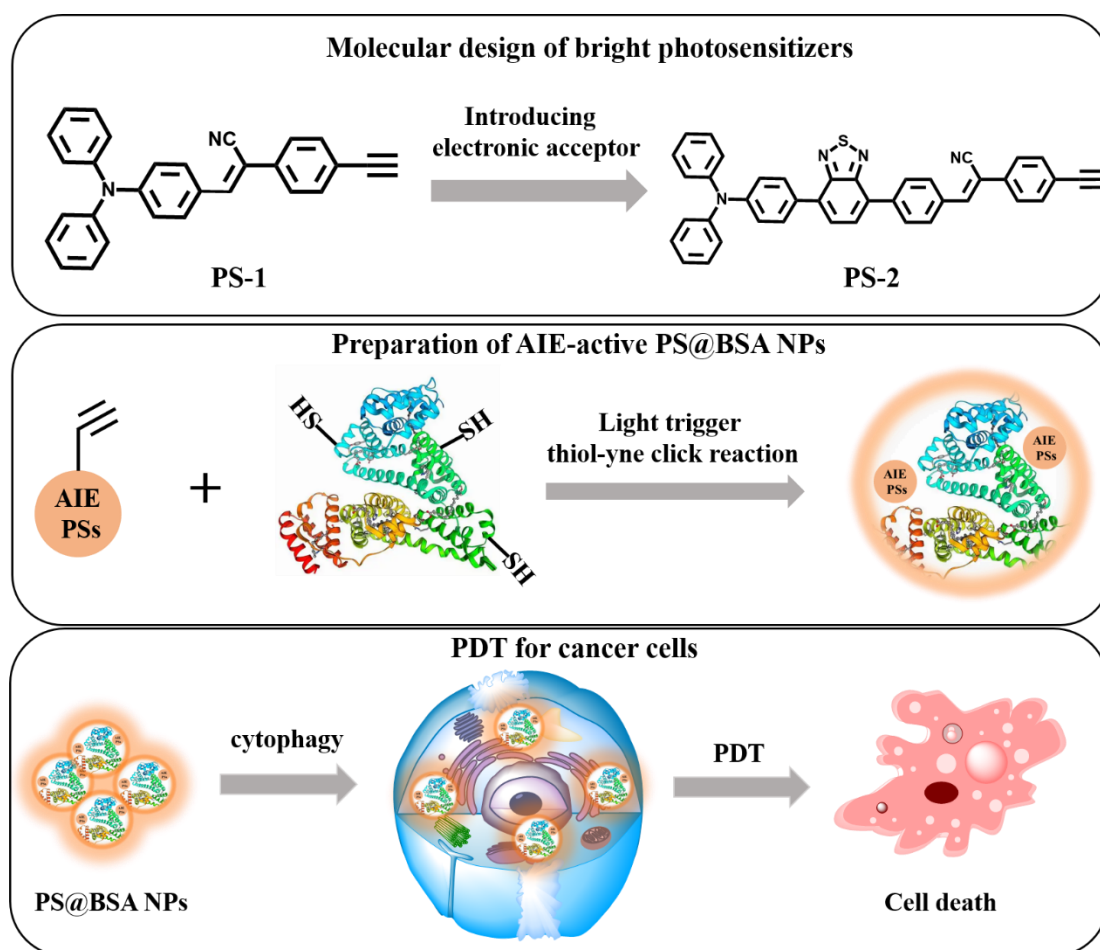 Molecular design of bright photosensitizers
N
NC
PS-1
Introducing
electronic acceptor
N
N S N
NC
PS-2
Preparation of AIE-active PS@BSA NPs
AIE
PSs
+
HS
SH
SH
Light trigger
thiol-yne click reaction
AIE
PSs
AIE
PSs
PDT for cancer cells
PS@BSA NPs
cytophagy
PDT
Cell death